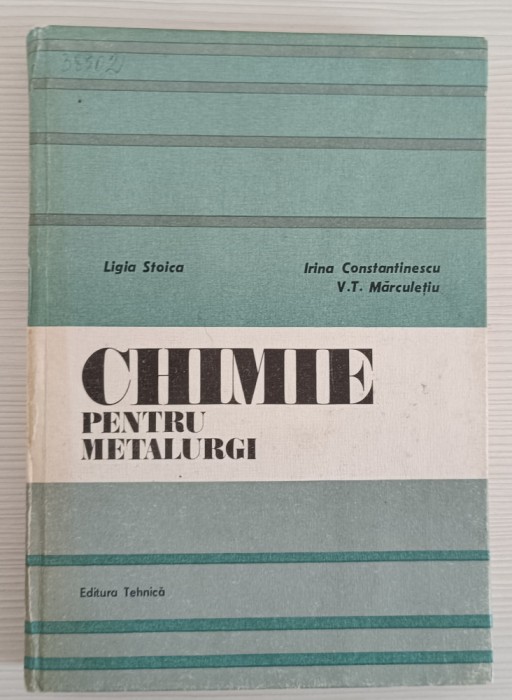 Ligia Stoica
Irina Constantinescu
V.T. Mărculețiu
CHIMIE
PENTRU
METALURGI
Editura Tehnică